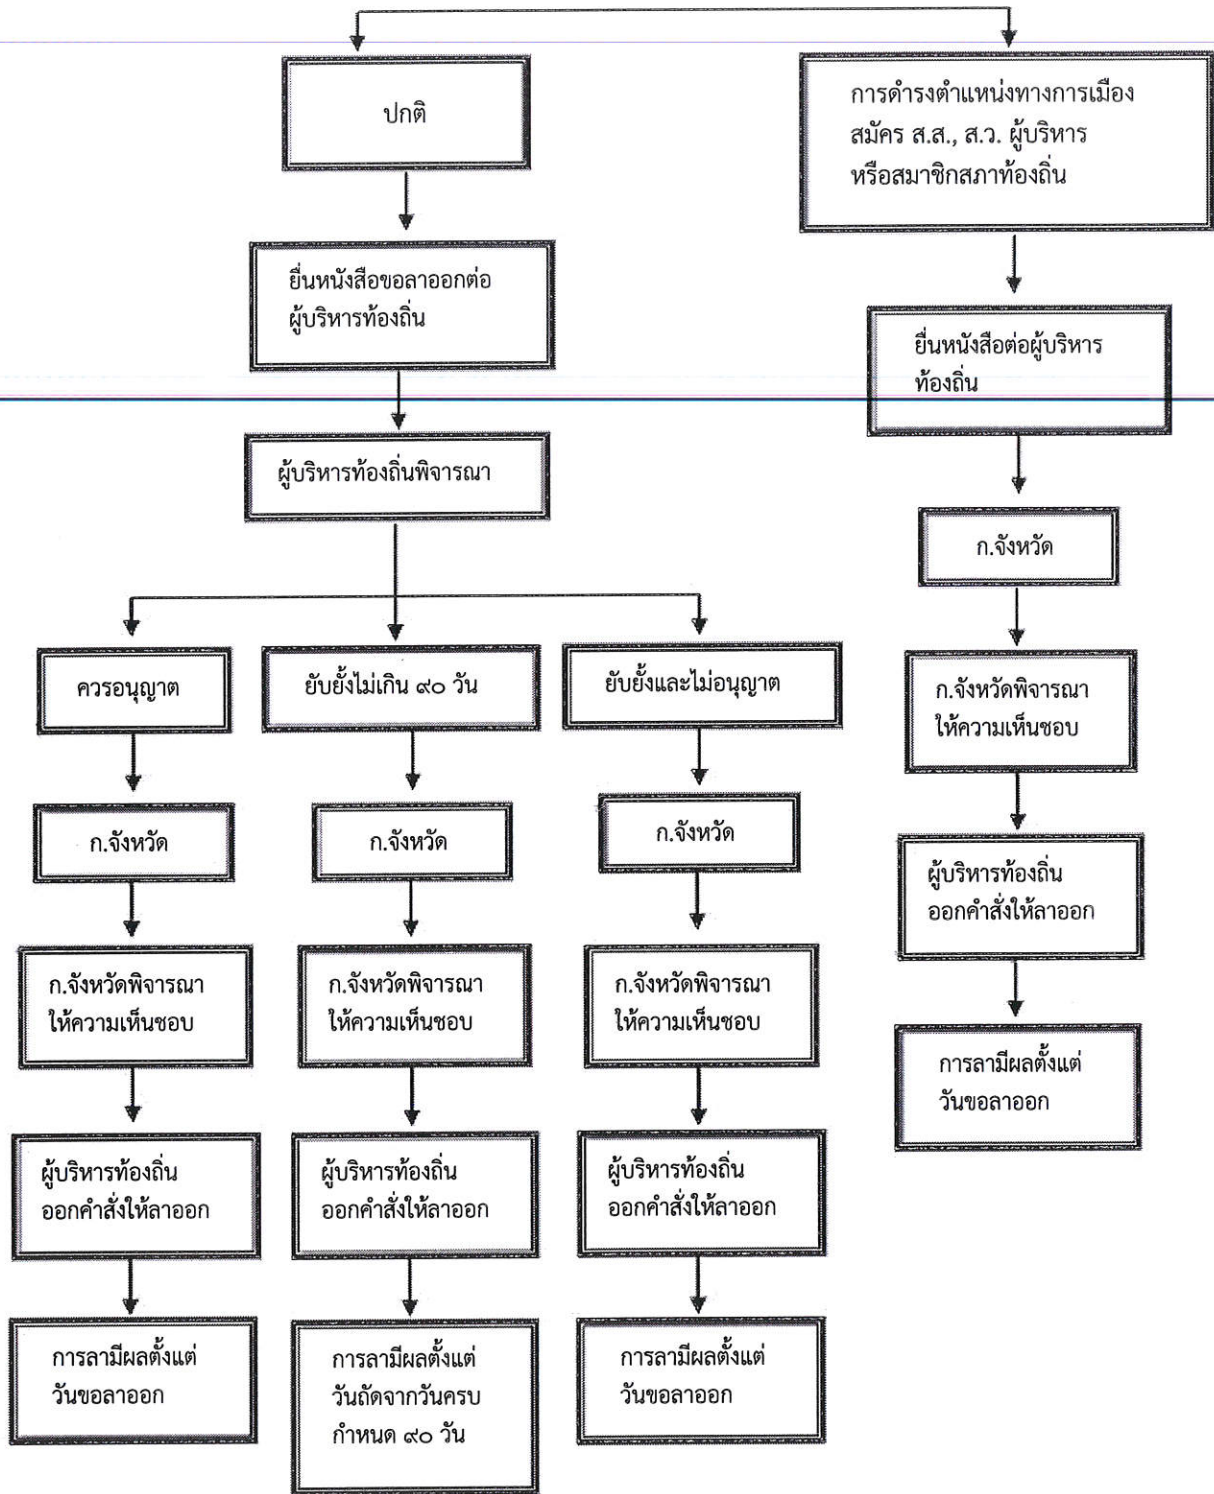 ปกติ
การดำรงตำแหน่งทางการเมือง
สมัคร ส.ส., ส.ว. ผู้บริหาร
หรือสมาชิกสภาท้องถิ่น
ยื่นหนังสือขอลาออกต่อ
ผู้บริหารท้องถิ่น
ยื่นหนังสือต่อผู้บริหาร
ท้องถิ่น
ผู้บริหารท้องถิ่นพิจารณา
ก.จังหวัด
ควรอนุญาต
ยับยั้งไม่เกิน ๙๐ วัน
ยับยั้งและไม่อนุญาต
ก.จังหวัดพิจารณา
ให้ความเห็นชอบ
ก.จังหวัด
ก.จังหวัด
ก.จังหวัด
ผู้บริหารท้องถิ่น
ออกคำสั่งให้ลาออก
ก.จังหวัดพิจารณา
ให้ความเห็นชอบ
ก.จังหวัดพิจารณา
ให้ความเห็นชอบ
ก.จังหวัดพิจารณา
ให้ความเห็นชอบ
การลามีผลตั้งแต่
วันขอลาออก
ผู้บริหารท้องถิ่น
ออกคำสั่งให้ลาออก
ผู้บริหารท้องถิ่น
ออกคำสั่งให้ลาออก
ผู้บริหารท้องถิ่น
ออกคำสั่งให้ลาออก
การลามีผลตั้งแต่
วันขอลาออก
การลามีผลตั้งแต่
วันถัดจากวันครบ
กำหนด ๙๐ วัน
การลามีผลตั้งแต่
วันขอลาออก